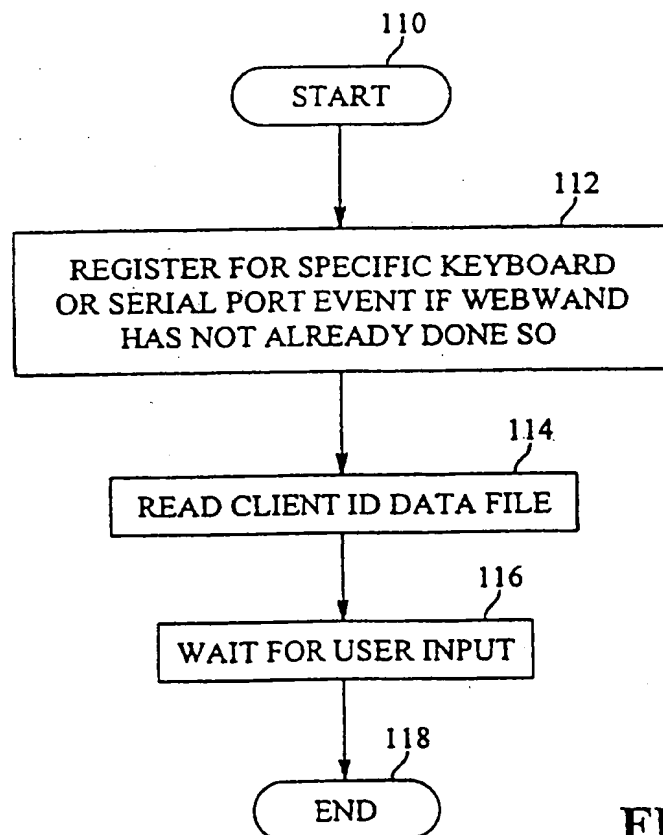 110
START
112
REGISTER FOR SPECIFIC KEYBOARD
OR SERIAL PORT EVENT IF WEBWAND
HAS NOT ALREADY DONE SO
114
READ CLIENT ID DATA FILE
116
WAIT FOR USER INPUT
118
END